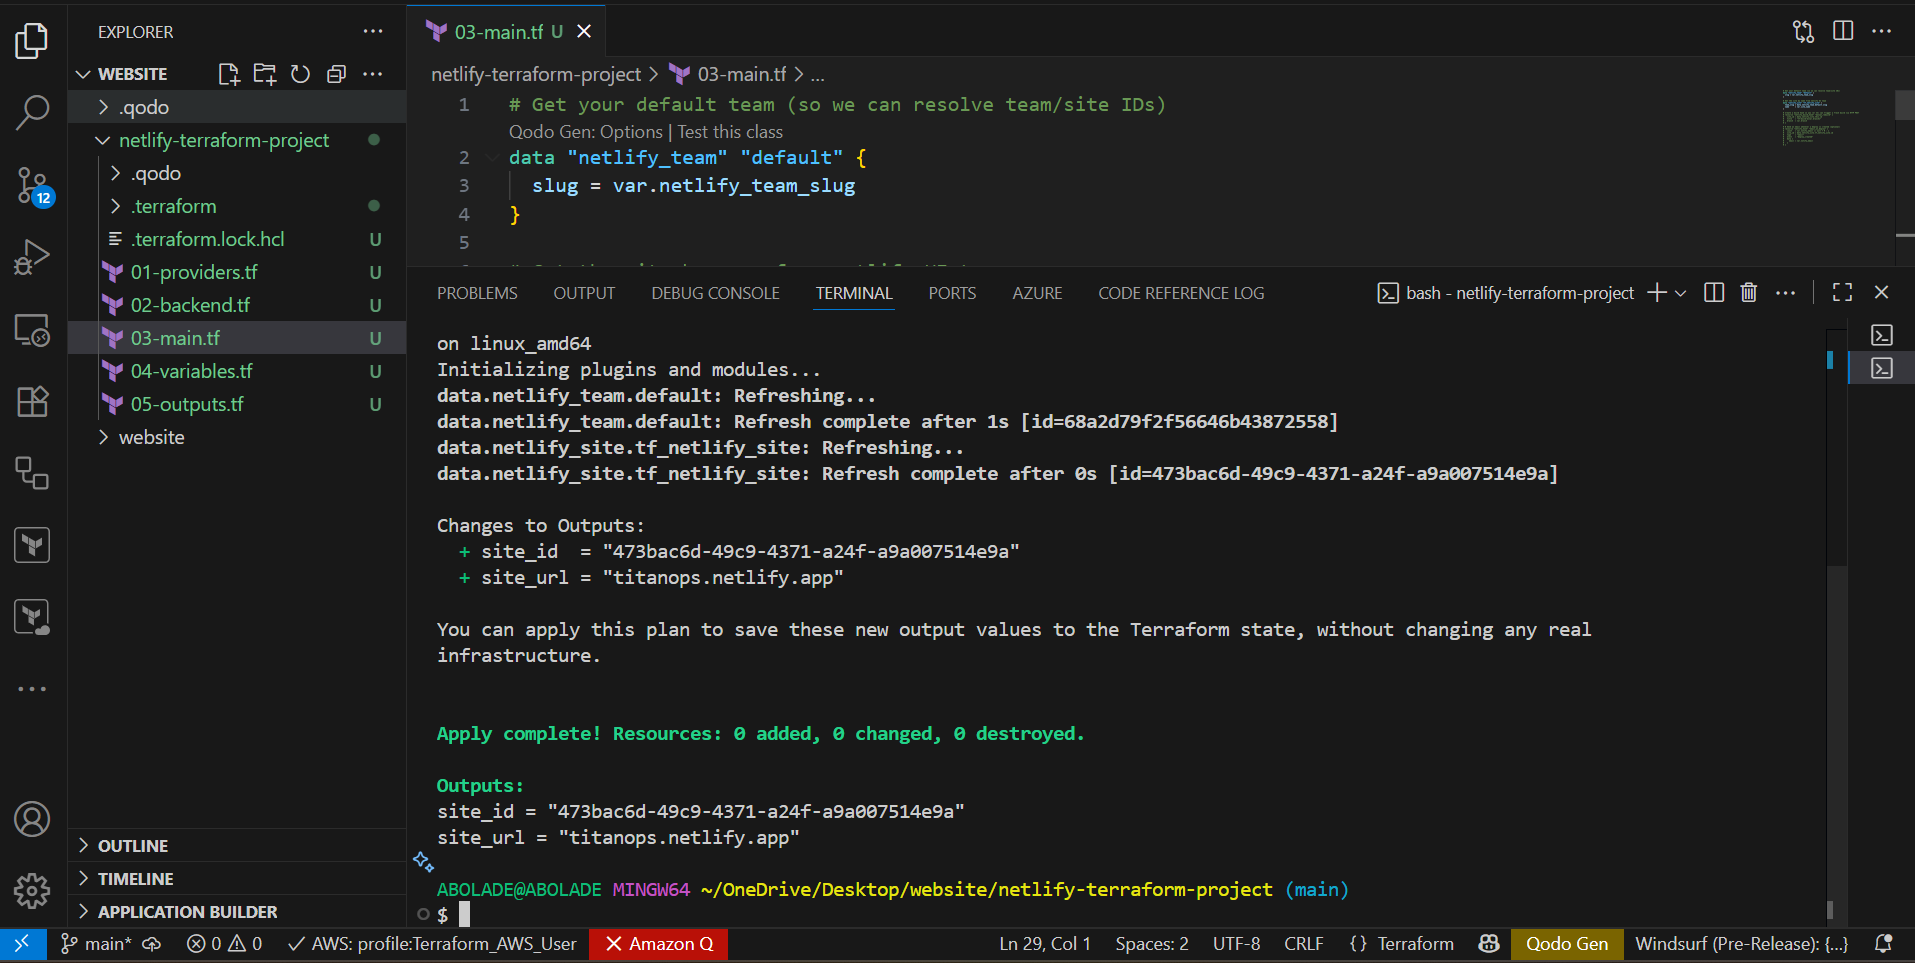 EXPLORER
WEBSITE
.qodo
netlify-terraform-project
.qodo
.terraform
.terraform.lock.hcl U
01-providers.tf U
02-backend.tf U
03-main.tf U
04-variables.tf U
05-outputs.tf U
website
OUTLINE
TIMELINE
APPLICATION BUILDER
12
03-main.tf U
netlify-terraform-project > 03-main.tf > ...
1 # Get your default team (so we can resolve team/site IDs)
Qodo Gen: Options | Test this class
2 data "netlify_team" "default" {
3 slug = var.netlify_team_slug
4 }
5
PROBLEMS OUTPUT DEBUG CONSOLE TERMINAL PORTS AZURE CODE REFERENCE LOG bash - netlify-terraform-project
on linux_amd64
Initializing plugins and modules...
data.netlify_team.default: Refreshing...
data.netlify_team.default: Refresh complete after 1s [id=68a2d79f2f56646b43872558]
data.netlify_site.tf_netlify_site: Refreshing...
data.netlify_site.tf_netlify_site: Refresh complete after 0s [id=473bac6d-49c9-4371-a24f-a9a007514e9a]
Changes to Outputs:
+ site_id  = "473bac6d-49c9-4371-a24f-a9a007514e9a"
+ site_url = "titanops.netlify.app"
You can apply this plan to save these new output values to the Terraform state, without changing any real
infrastructure.
Apply complete! Resources: 0 added, 0 changed, 0 destroyed.
Outputs:
site_id = "473bac6d-49c9-4371-a24f-a9a007514e9a"
site_url = "titanops.netlify.app"
ABOLADE@ABOLADE MINGW64 ~/OneDrive/Desktop/website/netlify-terraform-project (main)
$
main* 0 0 AWS: profile:Terraform_AWS_User Amazon Q Ln 29, Col 1 Spaces: 2 UTF-8 CRLF {} Terraform Qodo Gen Windsurf (Pre-Release): {...}